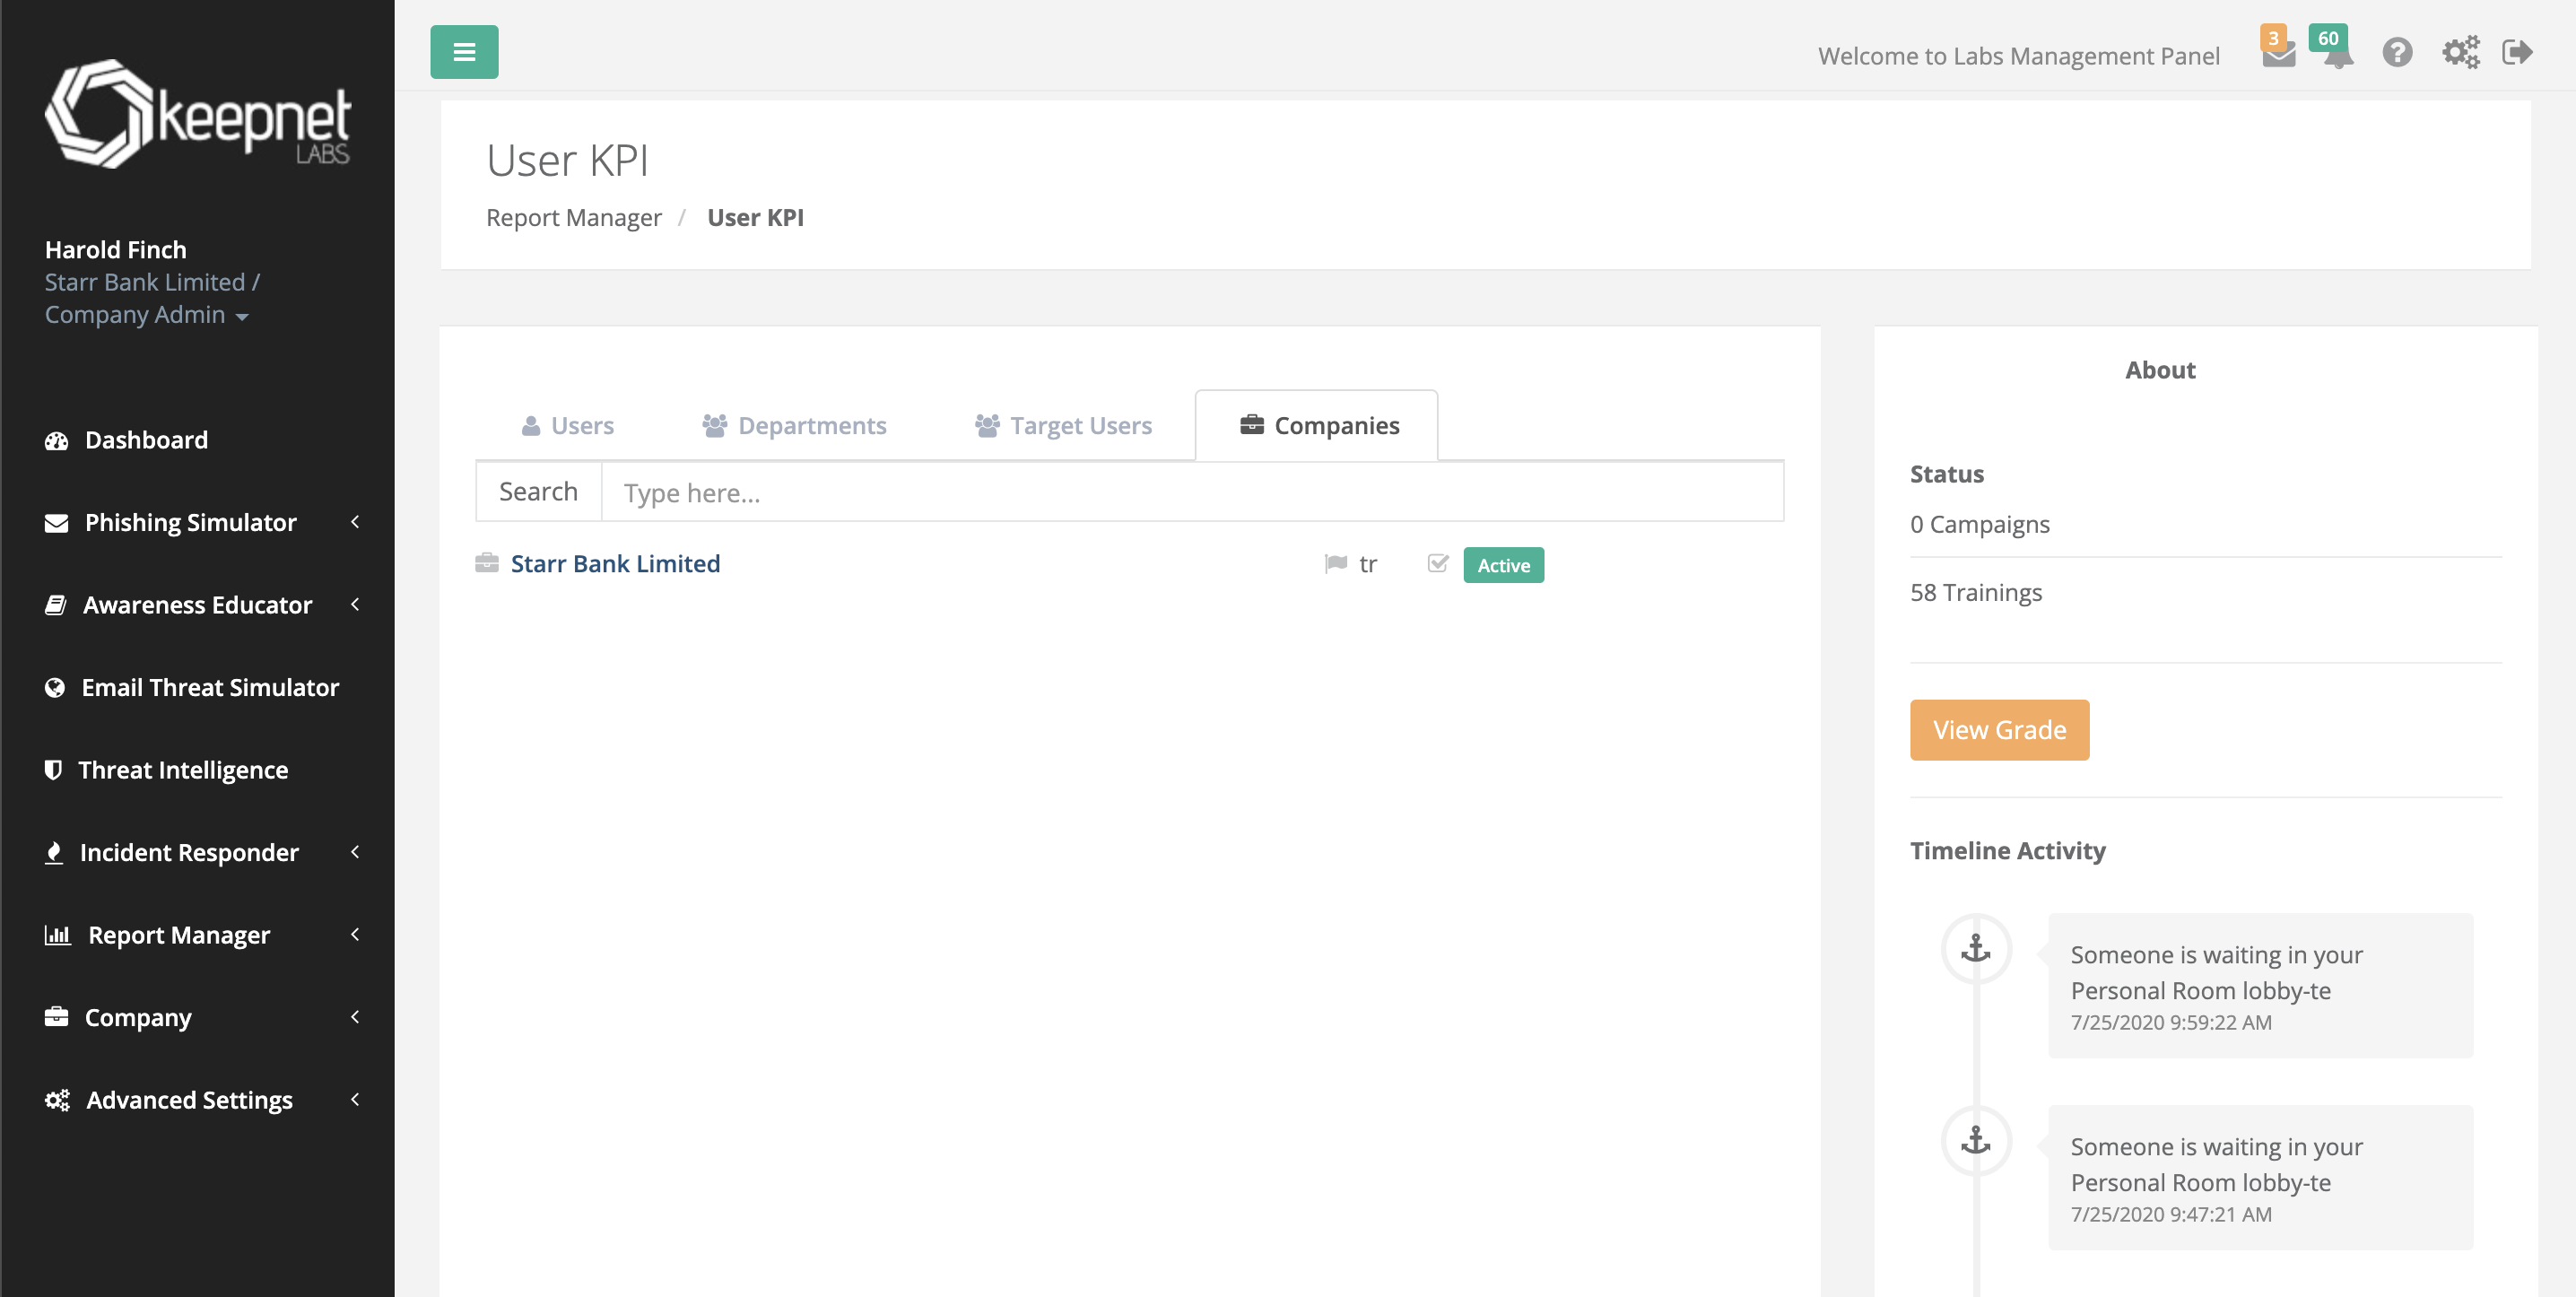 keepnet
LABS
Harold Finch
Starr Bank Limited /
Company Admin
Dashboard
Phishing Simulator
Awareness Educator
Email Threat Simulator
Threat Intelligence
Incident Responder
Report Manager
Company
Advanced Settings
Welcome to Labs Management Panel
3
60
User KPI
Report Manager / User KPI
Users
Departments
Target Users
Companies
Search
Type here...
Starr Bank Limited
tr
Active
About
Status
0 Campaigns
58 Trainings
View Grade
Timeline Activity
Someone is waiting in your
Personal Room lobby-te
7/25/2020 9:59:22 AM
Someone is waiting in your
Personal Room lobby-te
7/25/2020 9:47:21 AM